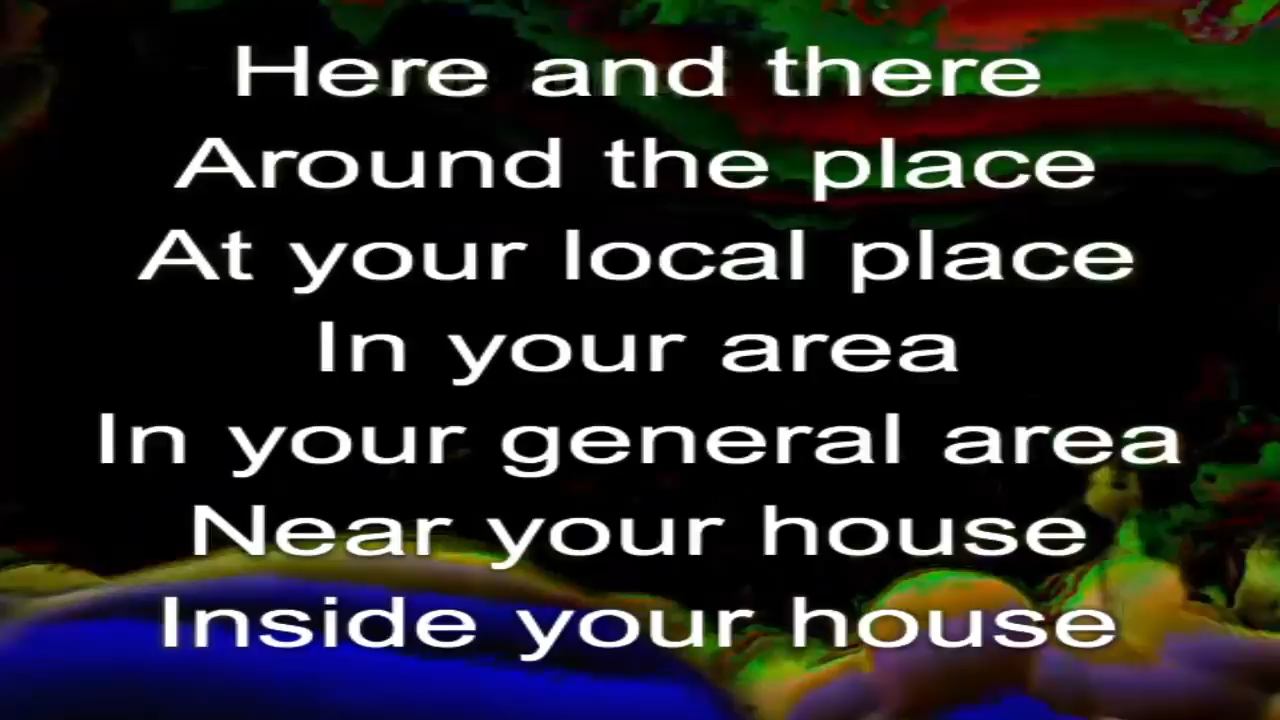 Here and there
Around the place
At your local place
In your area
In your general area
Near your house
Inside your house